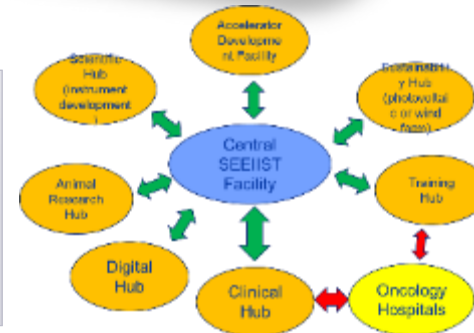 Accelerator
Developme
nt Facility
Scientific
Hub
(instrument
development
)
Sustainabilit
y Hub
(photovoltai
c or wind
farm)
Central
SEEIIST
Facility
Animal
Research
Hub
Training
Hub
Digital
Hub
Clinical
Hub
Oncology
Hospitals